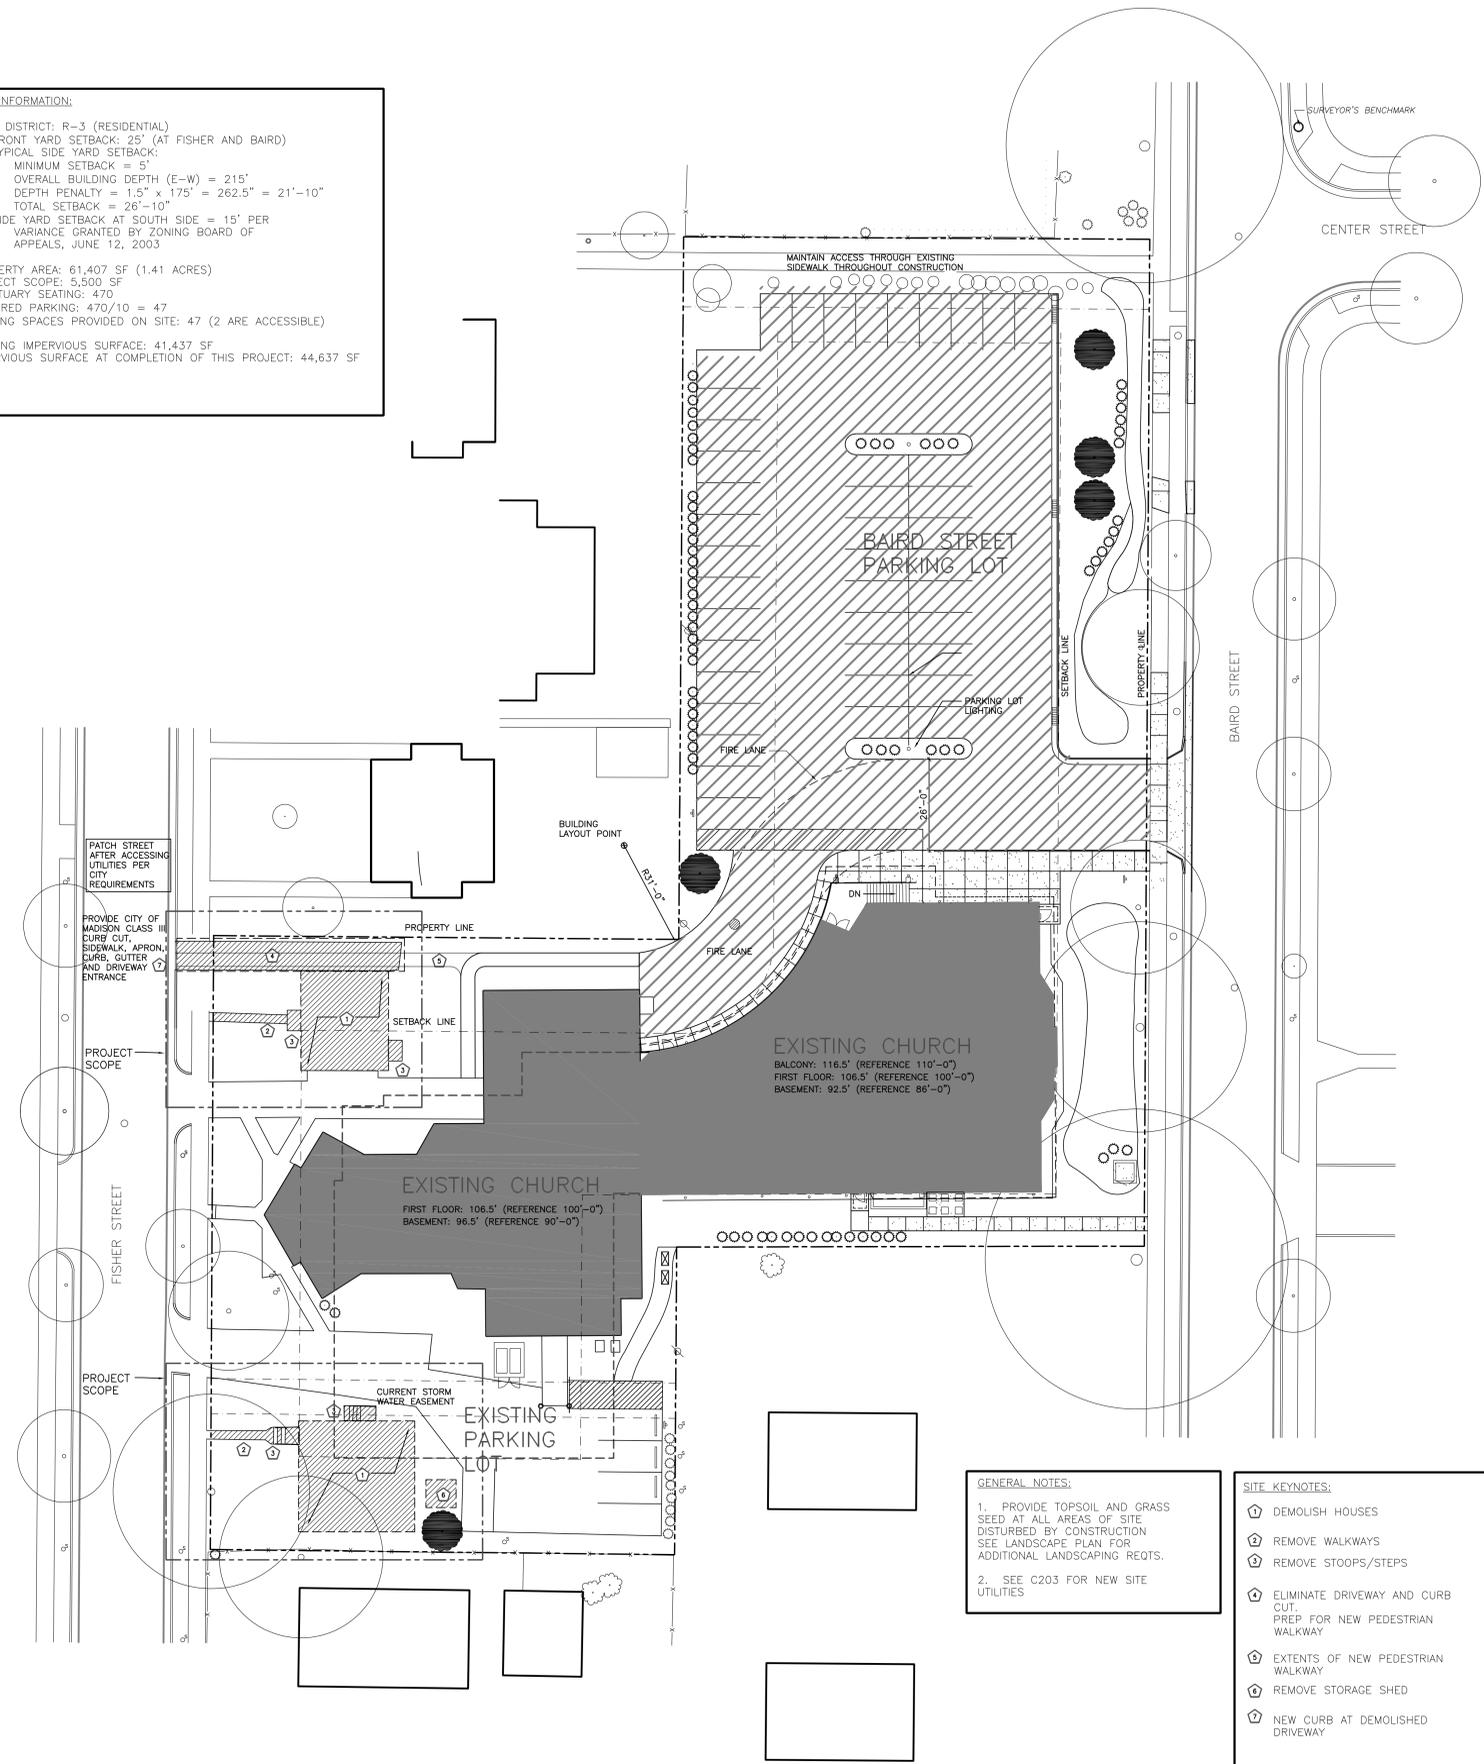 NFORMATION:
DISTRICT: R-3 (RESIDENTIAL)
RONT YARD SETBACK: 25' (AT FISHER AND BAIRD)
YPICAL SIDE YARD SETBACK:
MINIMUM SETBACK = 5'
OVERALL BUILDING DEPTH (E-W) = 215'
DEPTH PENALTY = 1.5" x 175' = 262.5" = 21'-10"
TOTAL SETBACK = 26'-10"
IDE YARD SETBACK AT SOUTH SIDE = 15' PER
VARIANCE GRANTED BY ZONING BOARD OF
APPEALS, JUNE 12, 2003
ERTY AREA: 61,407 SF (1.41 ACRES)
ECT SCOPE: 5,500 SF
TUARY SEATING: 470
RED PARKING: 470/10 = 47
NG SPACES PROVIDED ON SITE: 47 (2 ARE ACCESSIBLE)
NG IMPERVIOUS SURFACE: 41,437 SF
RVIOUS SURFACE AT COMPLETION OF THIS PROJECT: 44,637 SF
SURVEYOR'S BENCHMARK
CENTER STREET
MAINTAIN ACCESS THROUGH EXISTING
SIDEWALK THROUGHOUT CONSTRUCTION
BAIRD STREET
PARKING LOT
SETBACK LINE
PROPERTY LINE
BAIRD STREET
PARKING LOT
LIGHTING
FIRE LANE
26'-0"
BUILDING
LAYOUT POINT
R31'-0"
DN
FIRE LANE
PATCH STREET
AFTER ACCESSING
UTILITIES PER
CITY
REQUIREMENTS
PROVIDE CITY OF
MADISON CLASS III
CURB CUT,
SIDEWALK, APRON,
CURB, GUTTER
AND DRIVEWAY 7
ENTRANCE
PROPERTY LINE
4
5
2
3
1
3
SETBACK LINE
PROJECT
SCOPE
EXISTING CHURCH
BALCONY: 116.5' (REFERENCE 110'-0")
FIRST FLOOR: 106.5' (REFERENCE 100'-0")
BASEMENT: 92.5' (REFERENCE 86'-0")
EXISTING CHURCH
FIRST FLOOR: 106.5' (REFERENCE 100'-0")
BASEMENT: 96.5' (REFERENCE 90'-0")
FISHER STREET
PROJECT
SCOPE
CURRENT STORM
WATER EASEMENT
EXISTING
PARKING
LOT
3
2
3
1
6
GENERAL NOTES:
1. PROVIDE TOPSOIL AND GRASS
SEED AT ALL AREAS OF SITE
DISTURBED BY CONSTRUCTION
SEE LANDSCAPE PLAN FOR
ADDITIONAL LANDSCAPING REQTS.
2. SEE C203 FOR NEW SITE
UTILITIES
SITE KEYNOTES:
1 DEMOLISH HOUSES
2 REMOVE WALKWAYS
3 REMOVE STOOPS/STEPS
4 ELIMINATE DRIVEWAY AND CURB
CUT.
PREP FOR NEW PEDESTRIAN
WALKWAY
5 EXTENTS OF NEW PEDESTRIAN
WALKWAY
6 REMOVE STORAGE SHED
7 NEW CURB AT DEMOLISHED
DRIVEWAY